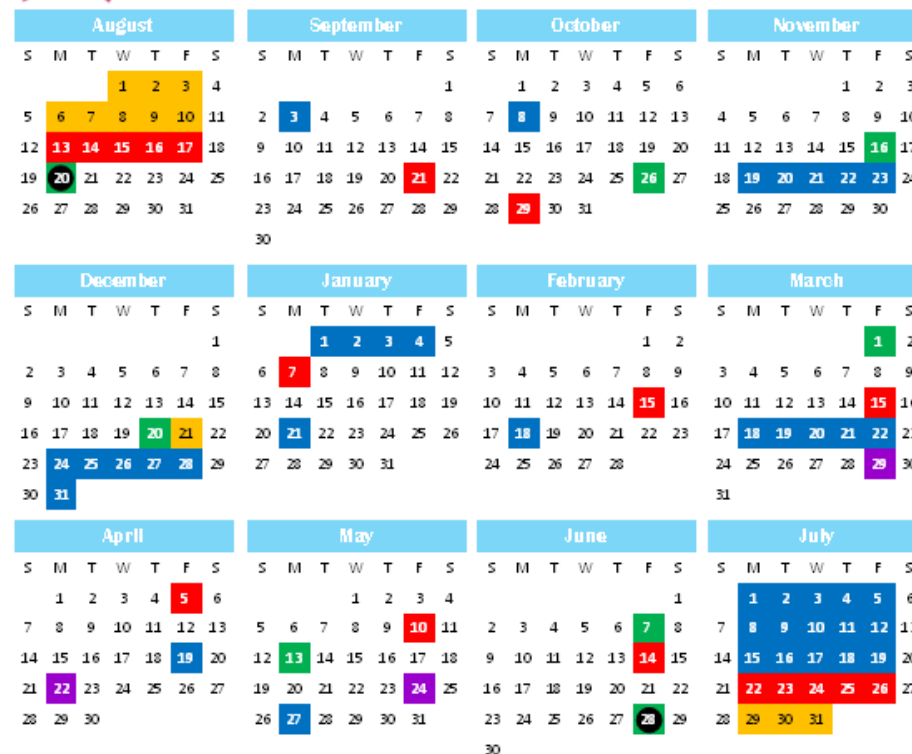 August September October November
S M T W T F S S M T W T F S S M T W T F S S M T W T F S
1 2 3 4 1 1 2 3 4 5 6 1 2 3
5 6 7 8 9 10 11 2 3 4 5 6 7 8 7 8 9 10 11 12 13 4 5 6 7 8 9 10
12 13 14 15 16 17 18 9 10 11 12 13 14 15 14 15 16 17 18 19 20 11 12 13 14 15 16 17
19 20 21 22 23 24 25 16 17 18 19 20 21 22 21 22 23 24 25 26 27 18 19 20 21 22 23 24
26 27 28 29 30 31 23 24 25 26 27 28 29 28 29 30 31 25 26 27 28 29 30
30
December January February March
S M T W T F S S M T W T F S S M T W T F S S M T W T F S
1 1 2 3 4 5 1 2 1 2
2 3 4 5 6 7 8 6 7 8 9 10 11 12 3 4 5 6 7 8 9 3 4 5 6 7 8 9
9 10 11 12 13 14 15 13 14 15 16 17 18 19 10 11 12 13 14 15 16 10 11 12 13 14 15 16
16 17 18 19 20 21 22 20 21 22 23 24 25 26 17 18 19 20 21 22 23 17 18 19 20 21 22
23 24 25 26 27 28 29 27 28 29 30 31 24 25 26 27 28 24 25 26 27 28 29 30
30 31 31
April May June July
S M T W T F S S M T W T F S S M T W T F S S M T W T F S
1 2 3 4 5 6 1 2 3 4 1 1 2 3 4 5 6
7 8 9 10 11 12 13 5 6 7 8 9 10 11 2 3 4 5 6 7 8 7 8 9 10 11 12
14 15 16 17 18 19 20 12 13 14 15 16 17 18 9 10 11 12 13 14 15 14 15 16 17 18 19 20
21 22 23 24 25 26 27 19 20 21 22 23 24 25 16 17 18 19 20 21 22 21 22 23 24 25 26 27
28 29 30 26 27 28 29 30 31 23 24 25 26 27 28 29 28 29 30 31
30